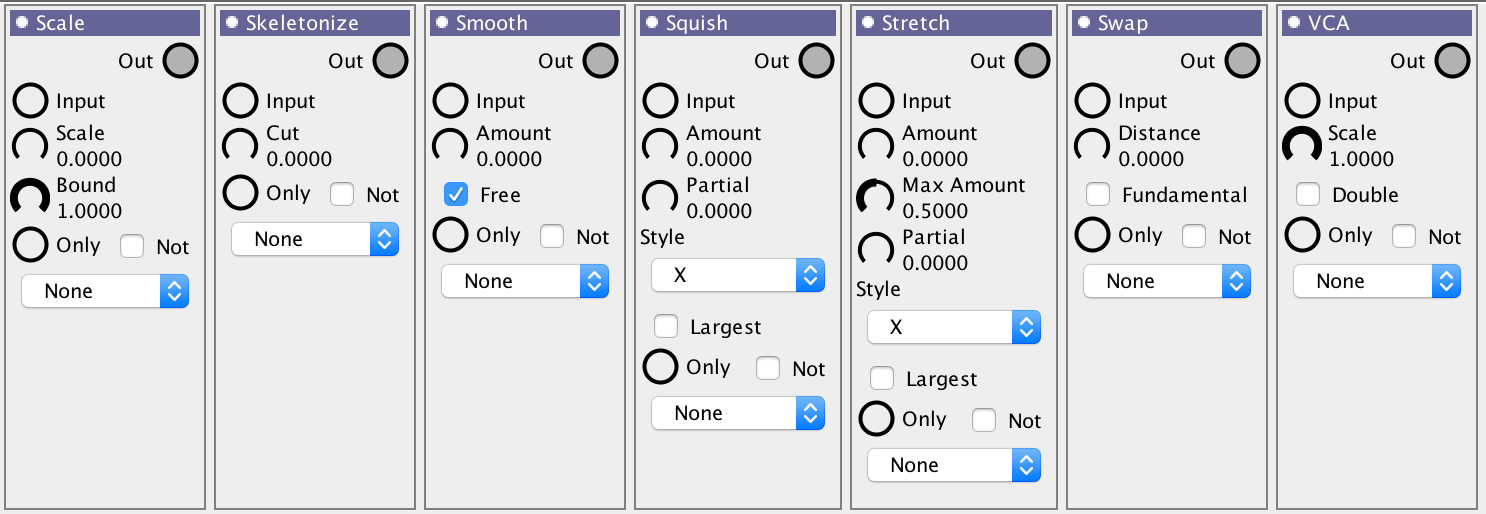 Scale
Out
Input
Scale
0.0000
Bound
1.0000
Only Not
None
Skeletonize
Out
Input
Cut
0.0000
Only Not
None
Smooth
Out
Input
Amount
0.0000
Free
Only Not
None
Squish
Out
Input
Amount
0.0000
Partial
0.0000
Style
X
Largest
Only Not
None
Stretch
Out
Input
Amount
0.0000
Max Amount
0.5000
Partial
0.0000
Style
X
Largest
Only Not
None
Swap
Out
Input
Distance
0.0000
Fundamental
Only Not
None
VCA
Out
Input
Scale
1.0000
Double
Only Not
None